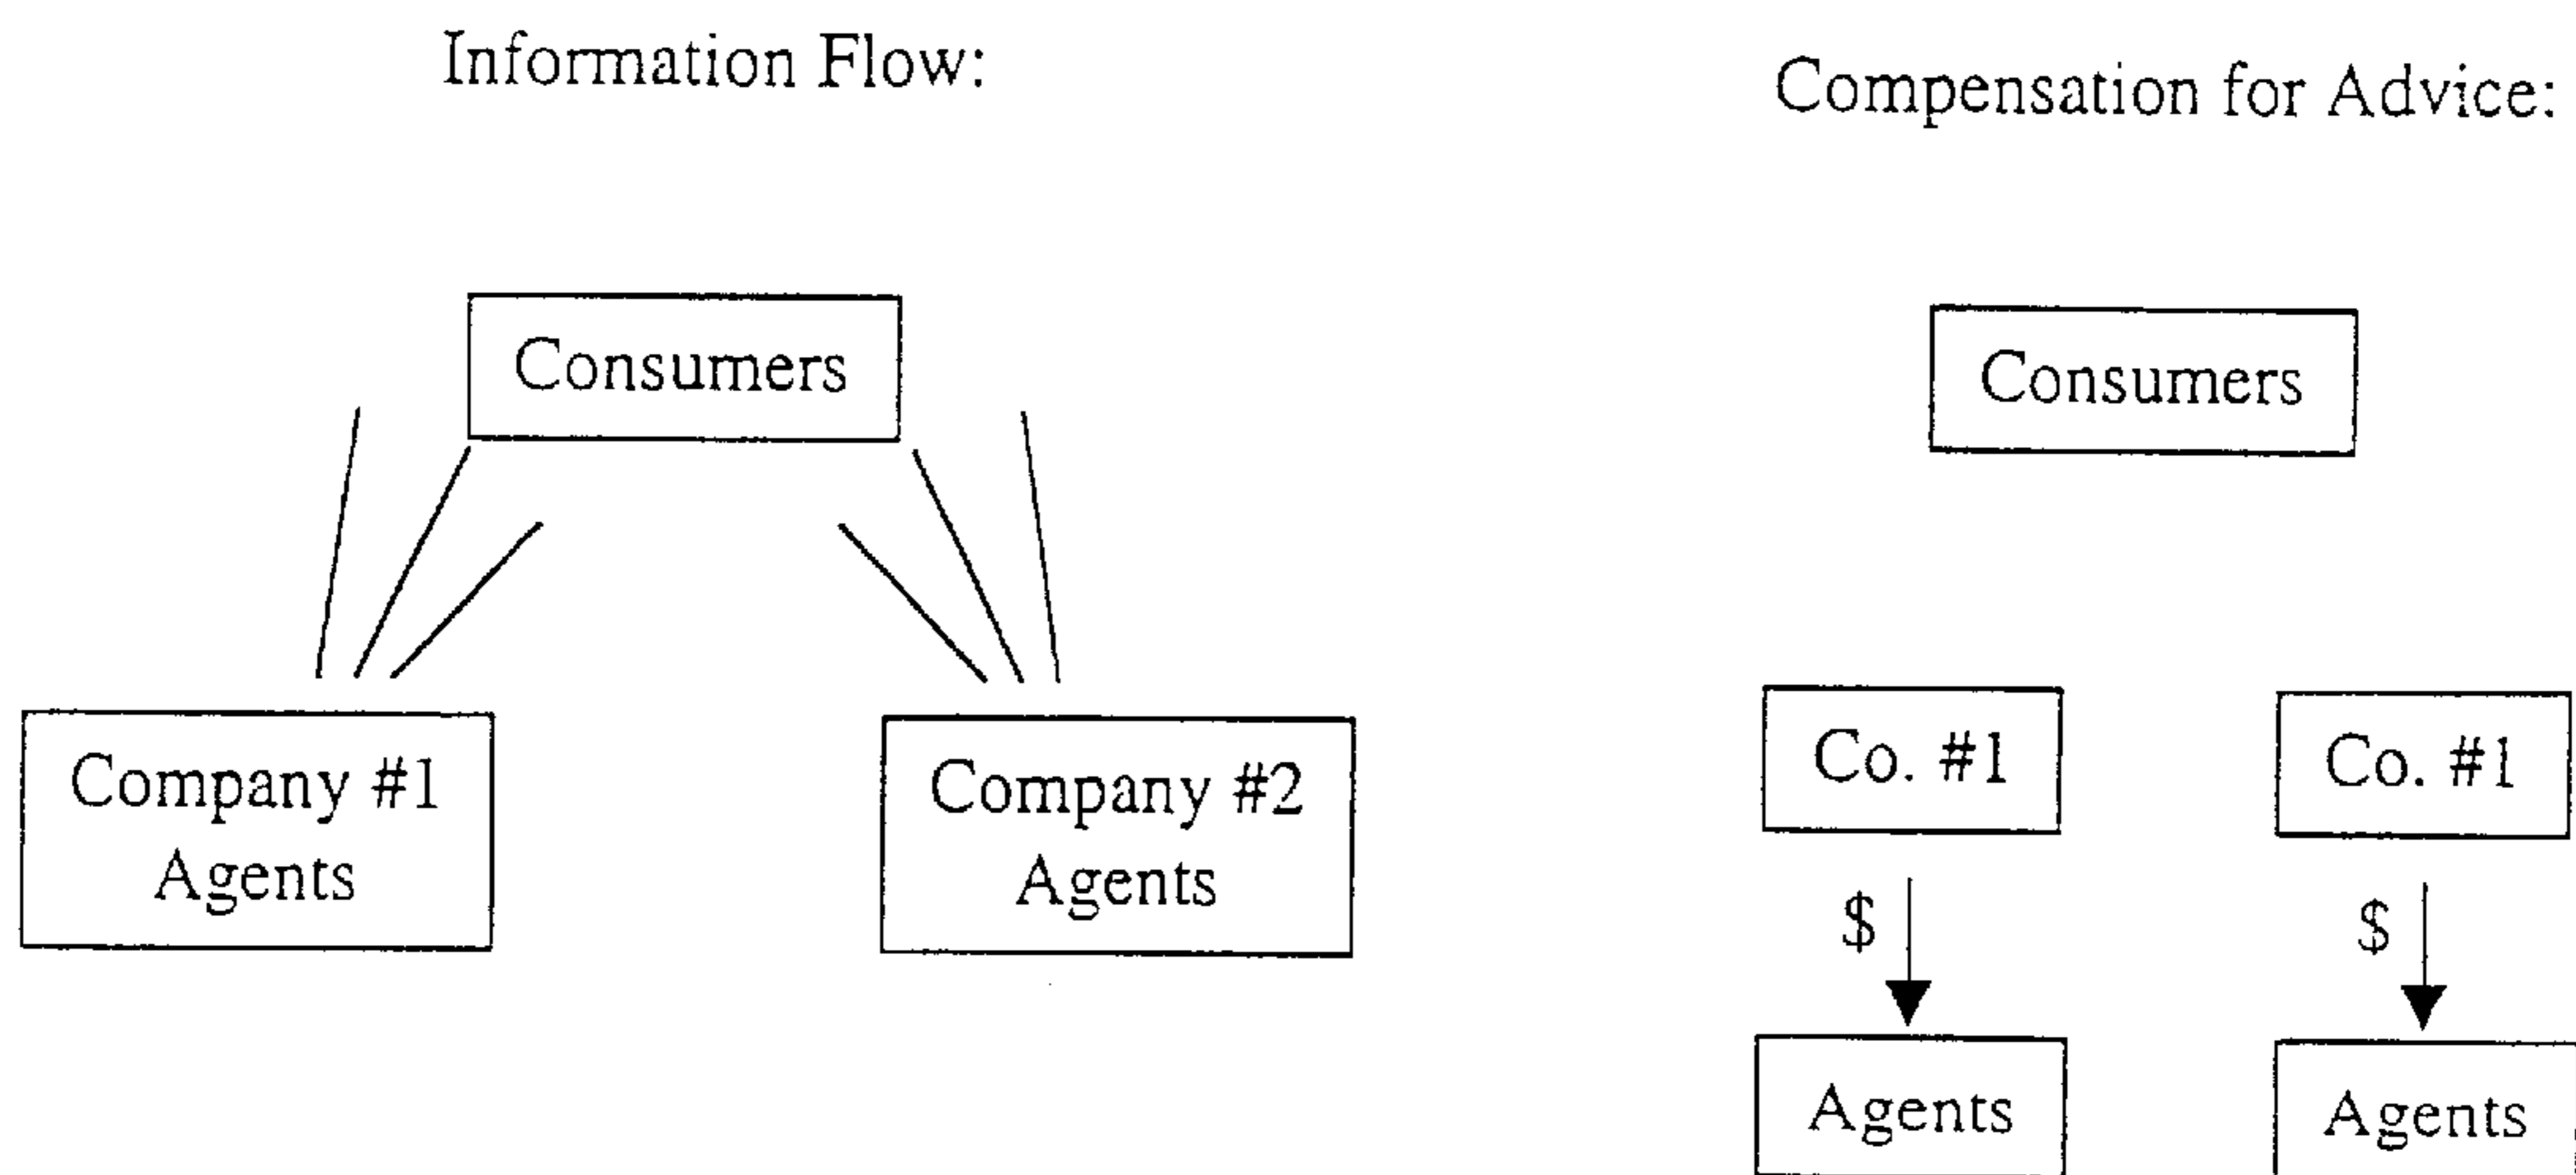 Information Flow:
Consumers
Company #1
Agents
Company #2
Agents
Compensation for Advice:
Consumers
Co. #1
Co. #1
$
$
Agents
Agents